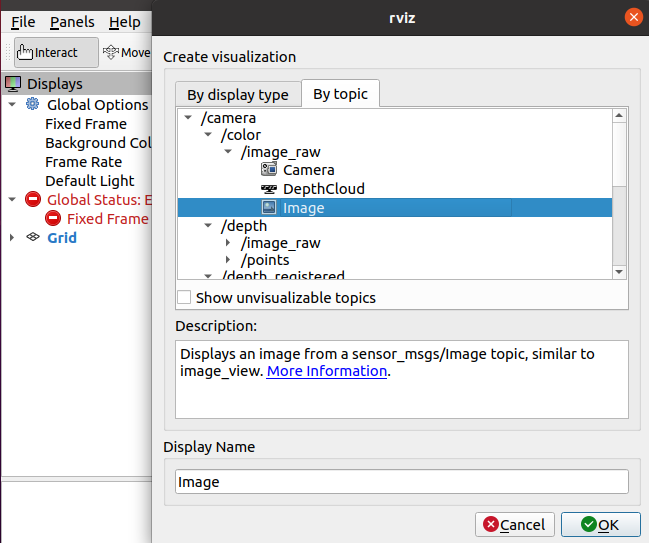 rviz
File Panels Help
Interact Move
Displays
Global Options
Fixed Frame
Background Col
Frame Rate
Default Light
Global Status: E
Fixed Frame
Grid
Create visualization
By display type By topic
/camera
/color
/image_raw
Camera
DepthCloud
Image
/depth
/image_raw
/points
/depth_registered
Show unvisualizable topics
Description:
Displays an image from a sensor_msgs/Image topic, similar to
image_view. More Information.
Display Name
Image
Cancel OK